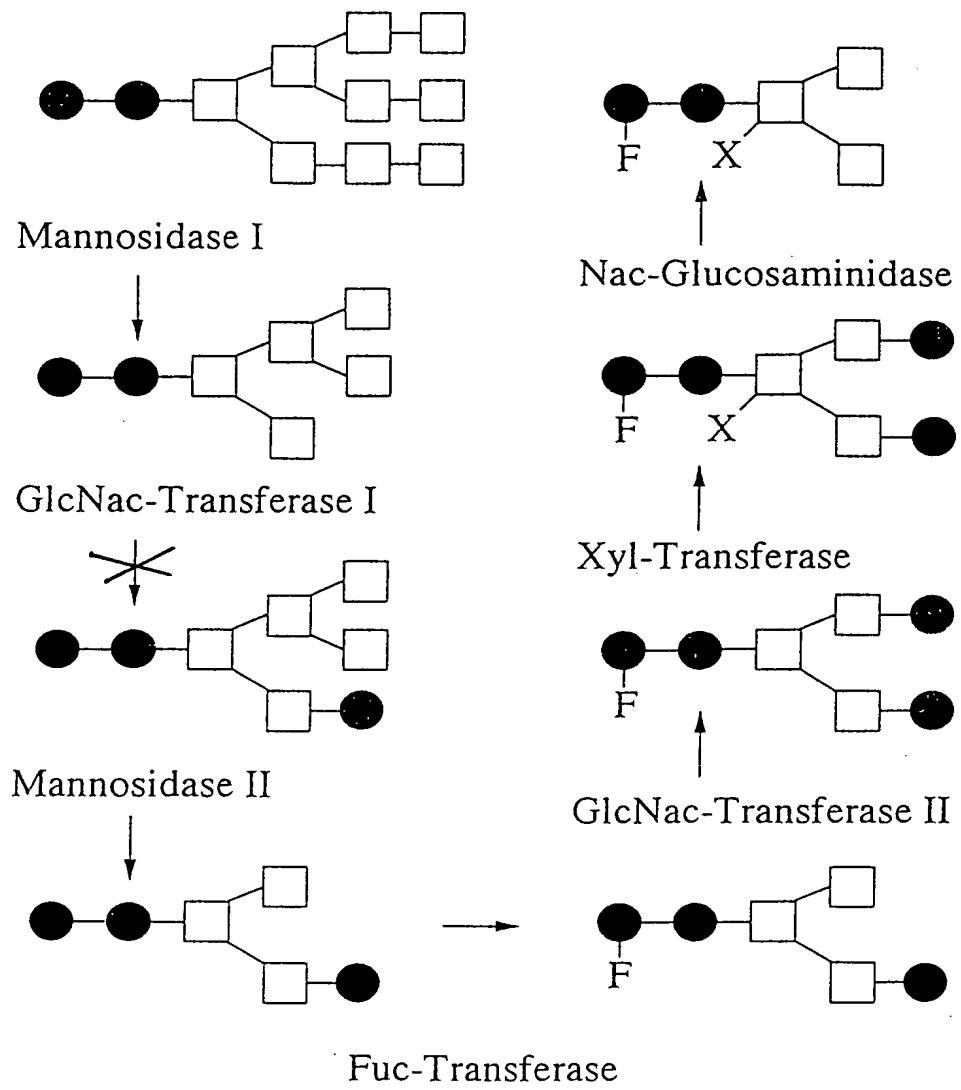 Mannosidase I
GlcNac-Transferase I
Mannosidase II
Fuc-Transferase
F
GlcNac-Transferase II
F
Xyl-Transferase
F
X
Nac-Glucosaminidase
F
X